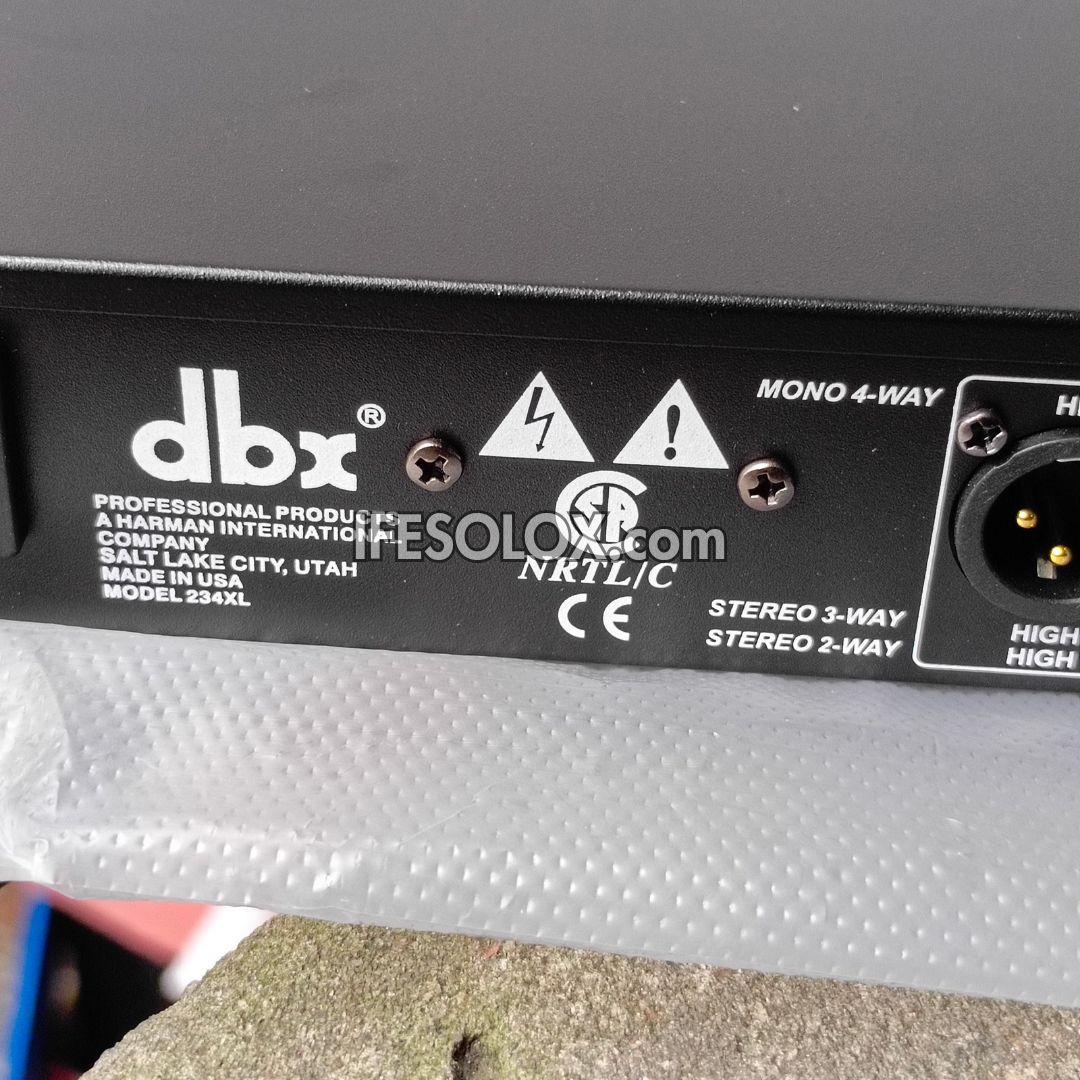 dbx®
PROFESSIONAL PRODUCTS
A HARMAN INTERNATIONAL
COMPANY
SALT LAKE CITY, UTAH
MADE IN USA
MODEL 234XL
!
NRTL/C
CE
MONO 4-WAY
STEREO 3-WAY
STEREO 2-WAY
HIGH
HIGH
IFESOLOX.com